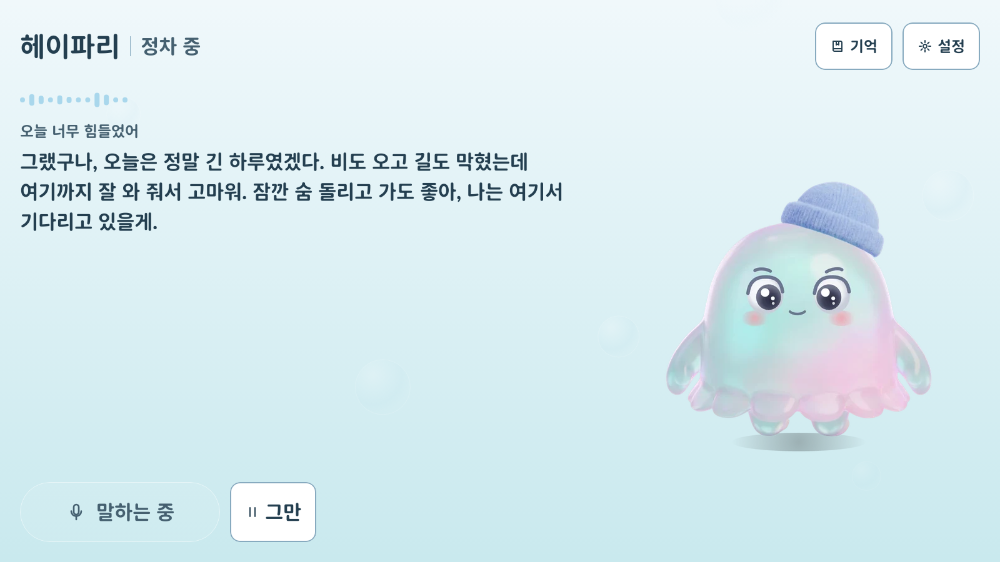 헤이파리
정차 중
기억
설정
오늘 너무 힘들었어
그랬구나, 오늘은 정말 긴 하루였겠다. 비도 오고 길도 막혔는데
여기까지 잘 와 줘서 고마워. 잠깐 숨 돌리고 가도 좋아, 나는 여기서
기다리고 있을게.
말하는 중
그만